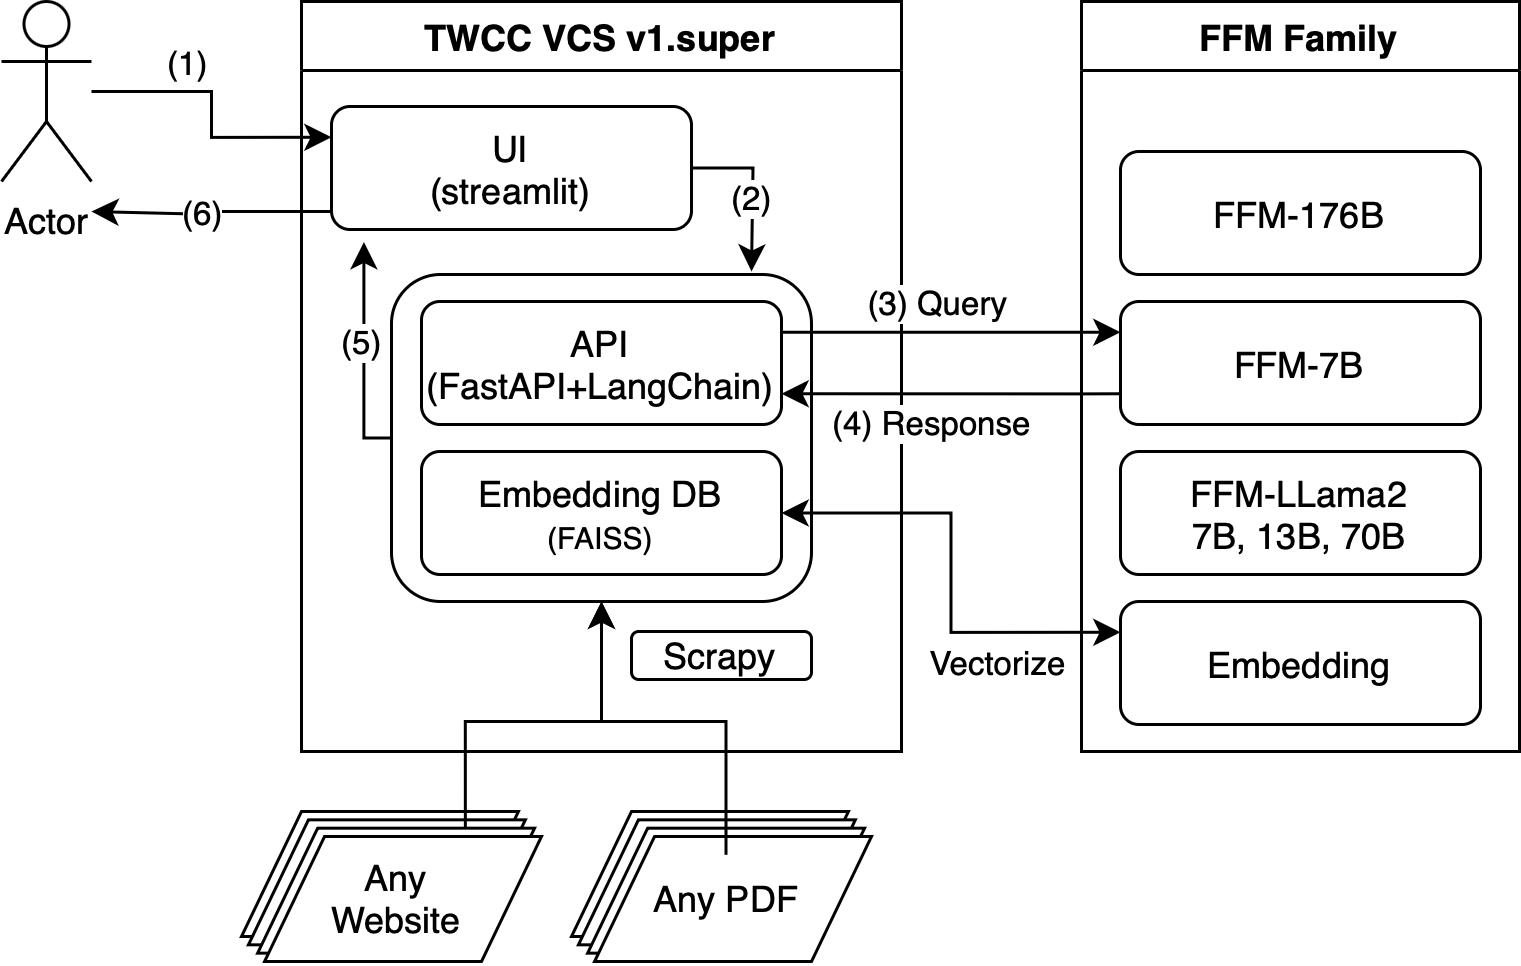 TWCC VCS v1.super
FFM Family
(1)
UI
(streamlit)
(2)
(6)
Actor
FFM-176B
(3) Query
API
(FastAPI+LangChain)
(5)
FFM-7B
(4) Response
Embedding DB
(FAISS)
FFM-LLama2
7B, 13B, 70B
Scrapy
Vectorize
Embedding
Any
Website
Any PDF